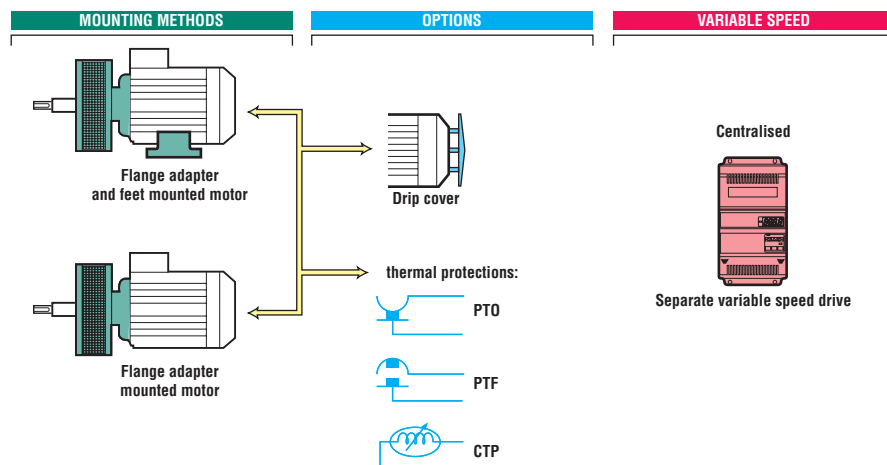 MOUNTING METHODS
OPTIONS
VARIABLE SPEED
Flange adapter
and feet mounted motor
Drip cover
Centralised
Separate variable speed drive
thermal protections:
PTO
Flange adapter
mounted motor
PTF
CTP